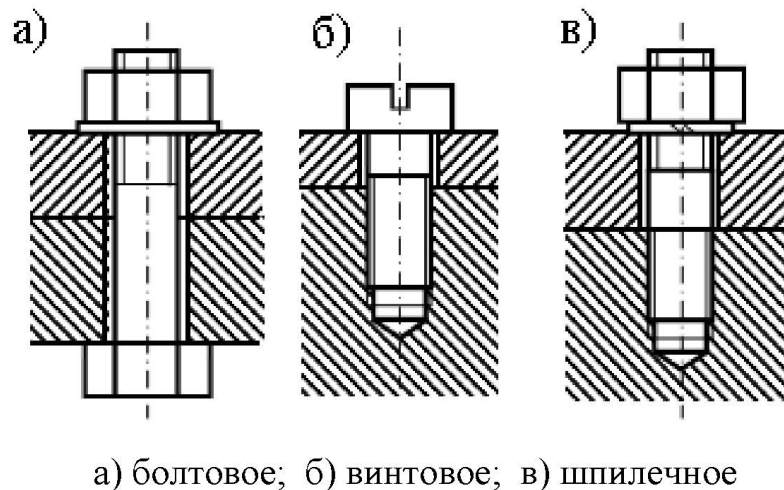 а) б) в)
а) болтовое; б) винтовое; в) шпилечное